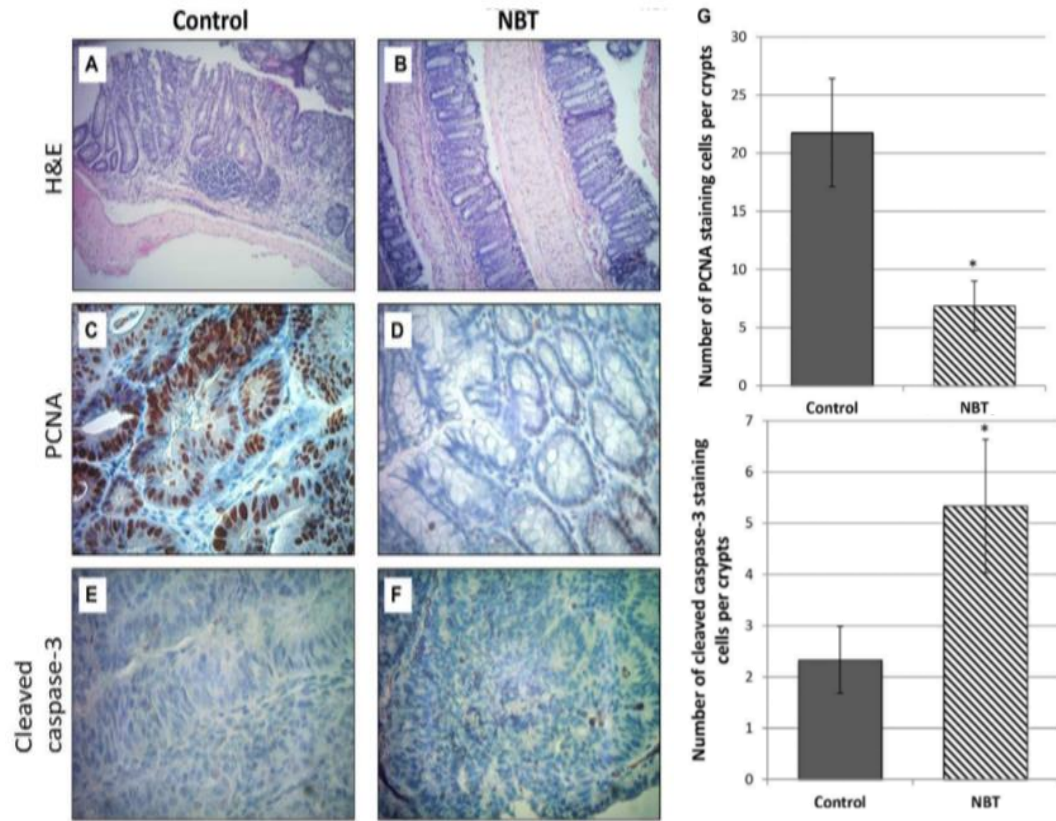 Control
NBT
H&E
A
B
PCNA
C
D
Cleaved
caspase-3
E
F
G
Number of PCNA staining cells per crypts
30
25
20
15
10
5
0
*
Control
NBT
Number of cleaved caspase-3 staining
cells per crypts
7
6
5
4
3
2
1
0
*
Control
NBT